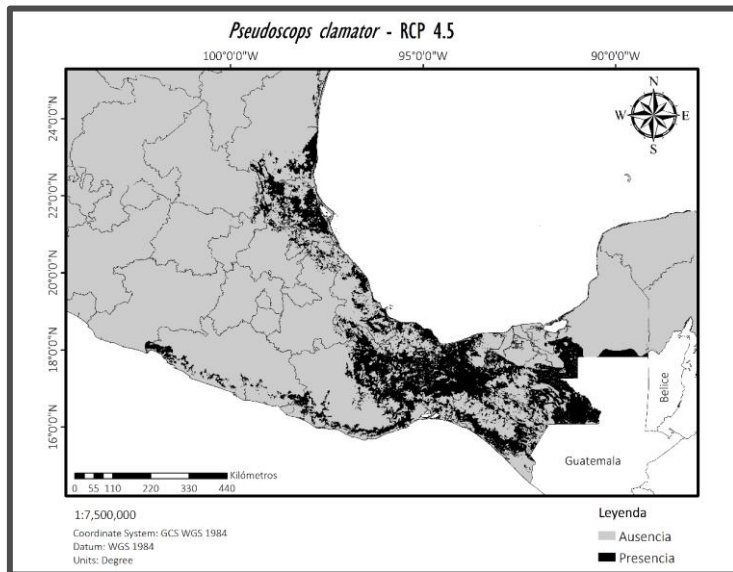 Pseudoscops clamator - RCP 4.5
100°0'0"W 95°0'0"W 90°0'0"W
N
W E
S
24°0'0"N
22°0'0"N
20°0'0"N
18°0'0"N
16°0'0"N
Belice
Guatemala
Kilómetros
0 55 110 220 330 440
1:7,500,000
Coordinate System: GCS WGS 1984
Datum: WGS 1984
Units: Degree
Leyenda
Ausencia
Presencia